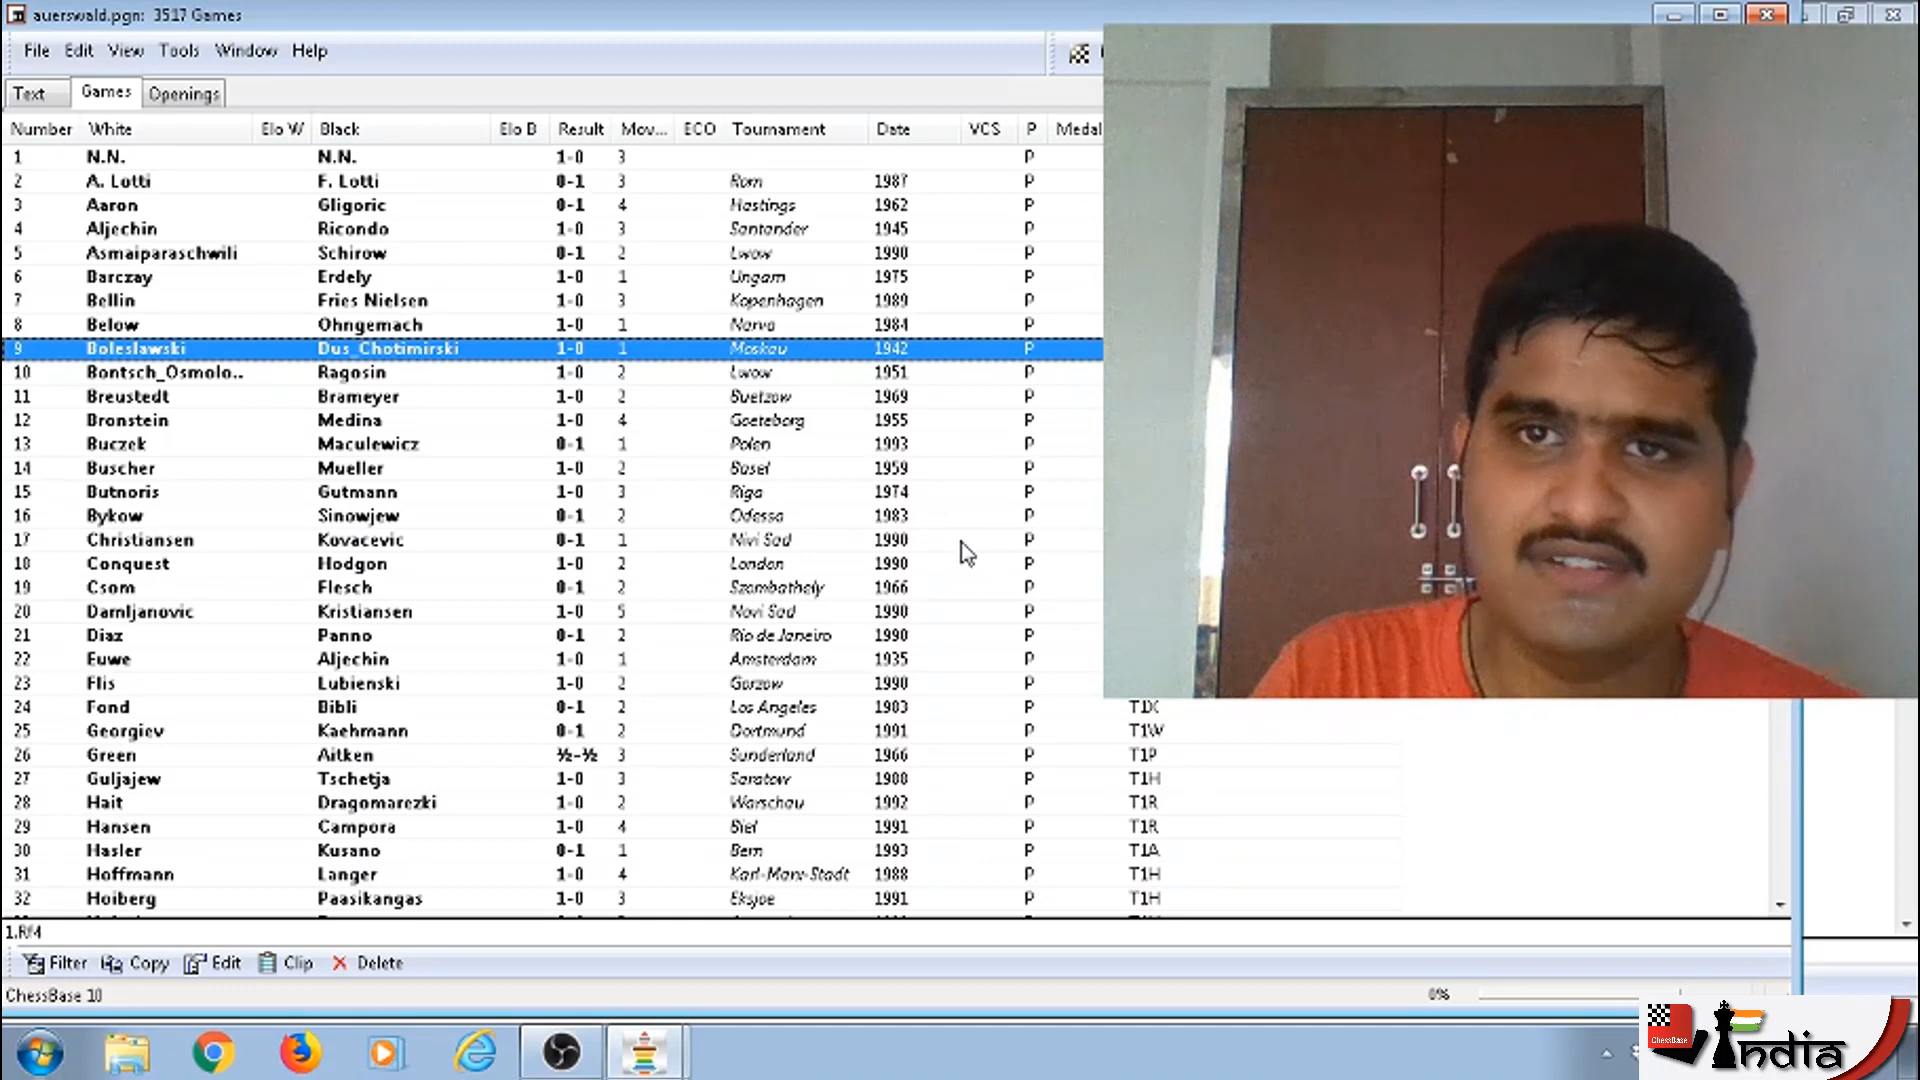 auerswald.pgn: 3517 Games
File Edit View Tools Window Help
Text Games Openings
Number White Elo W Black Elo B Result Mov... ECO Tournament Date VCS P Medal
1 N.N. N.N. 1-0 3 P
2 A. Lotti F. Lotti 0-1 3 Rom 1987 P
3 Aaron Gligoric 0-1 4 Hastings 1962 P
4 Aljechin Ricondo 1-0 3 Santander 1945 P
5 Asmaiparaschwili Schirow 0-1 2 Lwow 1990 P
6 Barczay Erdely 1-0 1 Ungarn 1975 P
7 Bellin Fries Nielsen 1-0 3 Kopenhagen 1989 P
8 Below Ohngemach 1-0 1 Narva 1984 P
9 Boleslawski Dus_Chotimirski 1-0 1 Moskau 1942 P
10 Bontsch_Osmolo.. Ragosin 1-0 2 Lwow 1951 P
11 Breustedt Brameyer 1-0 2 Buetzow 1969 P
12 Bronstein Medina 1-0 4 Goeteborg 1955 P
13 Buczek Maculewicz 0-1 1 Polen 1993 P
14 Buscher Mueller 1-0 2 Basel 1959 P
15 Butnoris Gutmann 1-0 3 Riga 1974 P
16 Bykow Sinowjew 0-1 2 Odessa 1983 P
17 Christiansen Kovacevic 0-1 1 Nivi Sad 1990 P
18 Conquest Hodgon 1-0 2 London 1990 P
19 Csom Flesch 0-1 2 Szombathely 1966 P
20 Damljanovic Kristiansen 1-0 5 Novi Sad 1990 P
21 Diaz Panno 0-1 2 Rio de Janeiro 1990 P
22 Euwe Aljechin 1-0 1 Amsterdam 1935 P
23 Flis Lubienski 1-0 2 Gorzow 1990 P
24 Fond Bibli 0-1 2 Los Angeles 1983 P T1X
25 Georgiev Kaehmann 0-1 2 Dortmund 1991 P T1W
26 Green Aitken ½-½ 3 Sunderland 1966 P T1P
27 Guljajew Tschetja 1-0 3 Saratow 1988 P T1H
28 Hait Dragomarezki 1-0 2 Warschau 1992 P T1R
29 Hansen Campora 1-0 4 Biel 1991 P T1R
30 Hasler Kusano 0-1 1 Bern 1993 P T1A
31 Hoffmann Langer 1-0 4 Karl-Marx-Stadt 1988 P T1H
32 Hoiberg Paasikangas 1-0 3 Eksjoe 1991 P T1H
1.Rf4
Filter Copy Edit Clip Delete
ChessBase 10 0%
ChessBase India